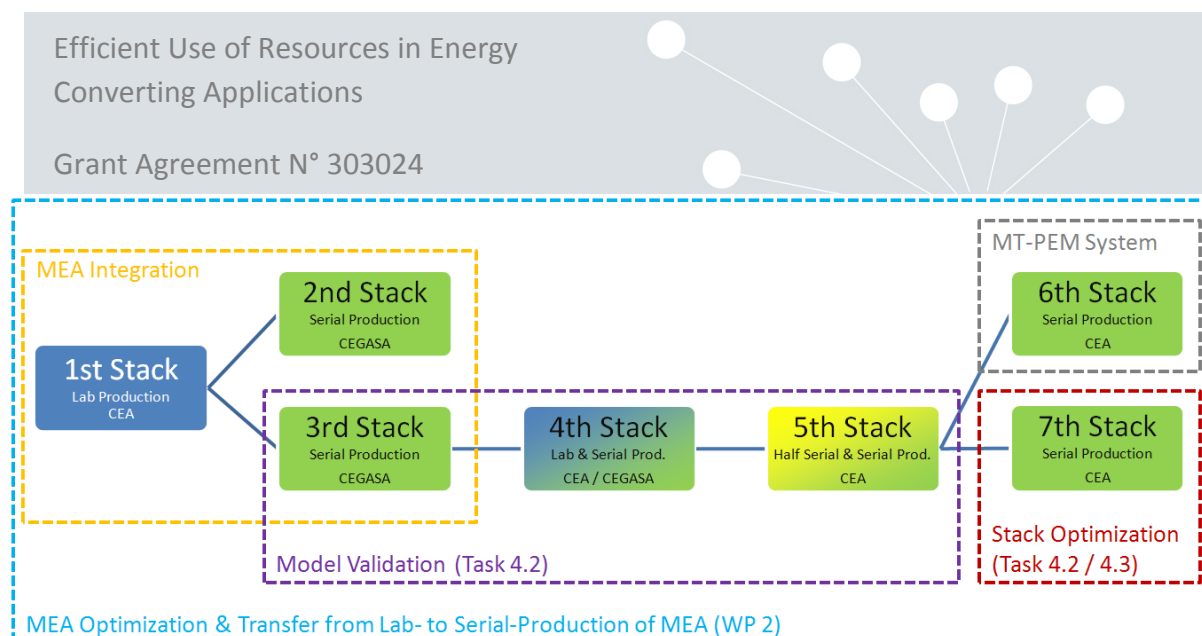 Efficient Use of Resources in Energy
Converting Applications
Grant Agreement N° 303024
MT-PEM System
MEA Integration
2nd Stack
Serial Production
CEGASA
6th Stack
Serial Production
CEA
1st Stack
Lab Production
CEA
3rd Stack
Serial Production
CEGASA
4th Stack
Lab & Serial Prod.
CEA / CEGASA
5th Stack
Half Serial & Serial Prod.
CEA
7th Stack
Serial Production
CEA
Model Validation (Task 4.2)
Stack Optimization
(Task 4.2 / 4.3)
MEA Optimization & Transfer from Lab- to Serial-Production of MEA (WP 2)